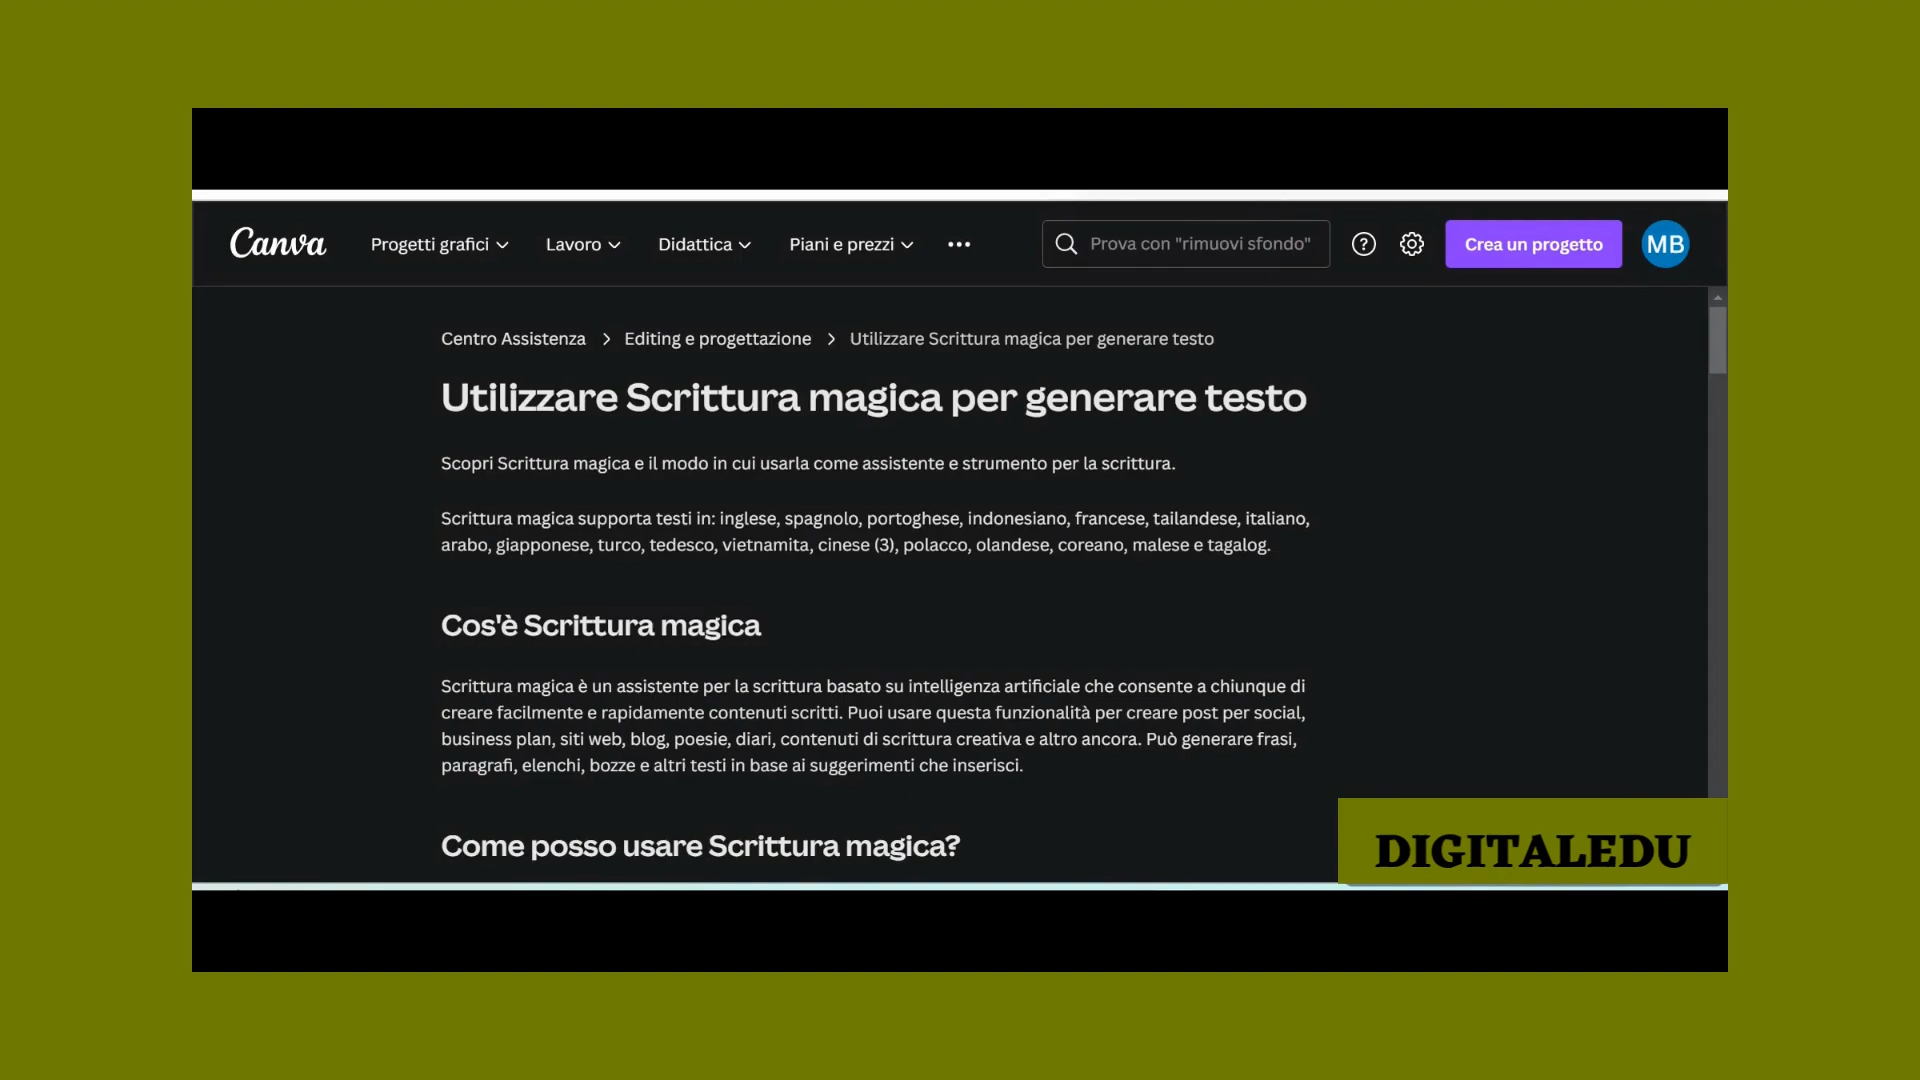 Canva
Progetti grafici
Lavoro
Didattica
Piani e prezzi
Prova con "rimuovi sfondo"
Crea un progetto
MB
Centro Assistenza > Editing e progettazione > Utilizzare Scrittura magica per generare testo
Utilizzare Scrittura magica per generare testo
Scopri Scrittura magica e il modo in cui usarla come assistente e strumento per la scrittura.
Scrittura magica supporta testi in: inglese, spagnolo, portoghese, indonesiano, francese, tailandese, italiano,
arabo, giapponese, turco, tedesco, vietnamita, cinese (3), polacco, olandese, coreano, malese e tagalog.
Cos'è Scrittura magica
Scrittura magica è un assistente per la scrittura basato su intelligenza artificiale che consente a chiunque di
creare facilmente e rapidamente contenuti scritti. Puoi usare questa funzionalità per creare post per social,
business plan, siti web, blog, poesie, diari, contenuti di scrittura creativa e altro ancora. Può generare frasi,
paragrafi, elenchi, bozze e altri testi in base ai suggerimenti che inserisci.
Come posso usare Scrittura magica?
DIGITALEDU